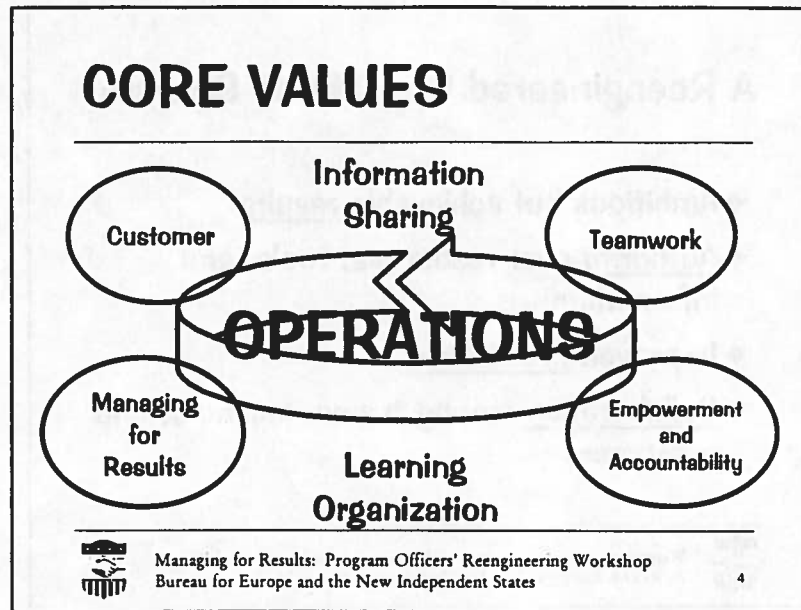 CORE VALUES
Information
Sharing
Customer
Teamwork
OPERATIONS
Managing
for
Results
Empowerment
and
Accountability
Learning
Organization
Managing for Results: Program Officers' Reengineering Workshop
Bureau for Europe and the New Independent States
4